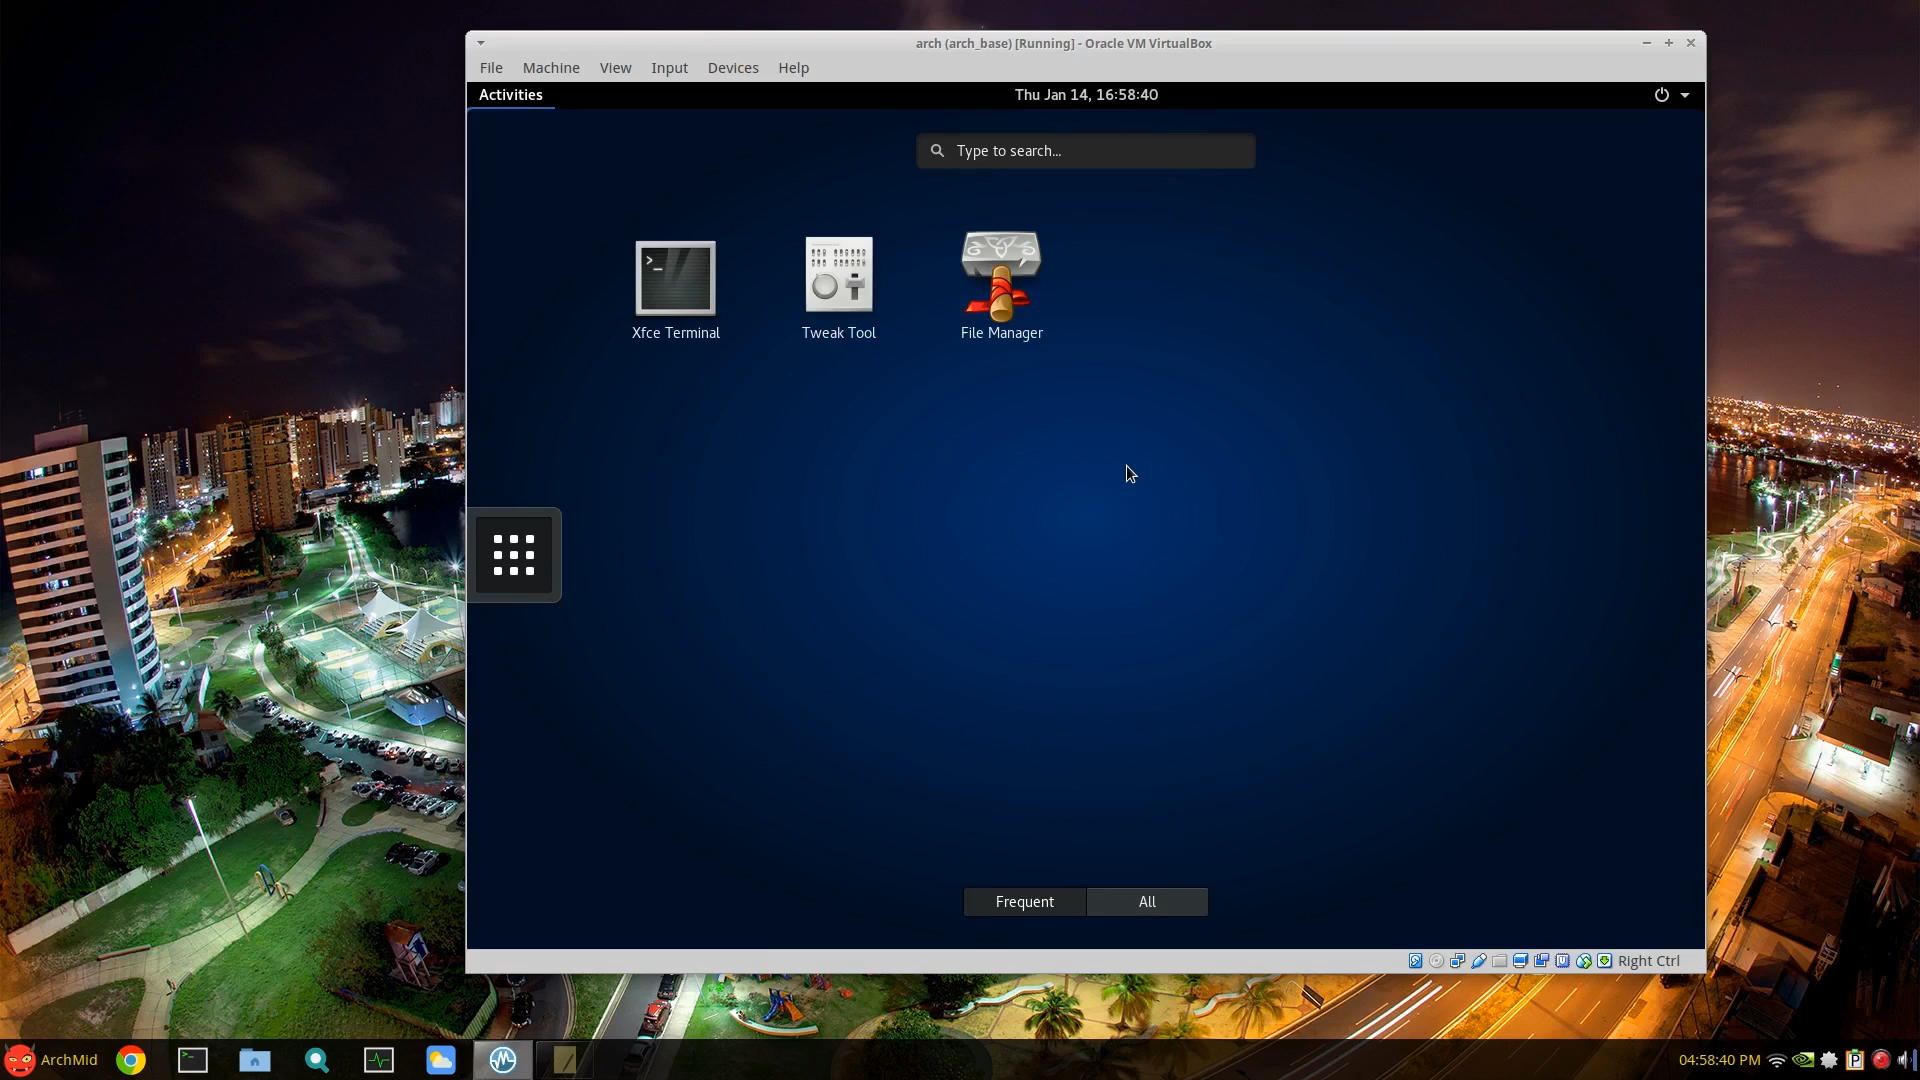 arch (arch_base) [Running] - Oracle VM VirtualBox
File Machine View Input Devices Help
Activities
Thu Jan 14, 16:58:40
Type to search...
>_
Xfce Terminal
Tweak Tool
File Manager
Frequent
All
Right Ctrl
ArchMid
>_
04:58:40 PM
P